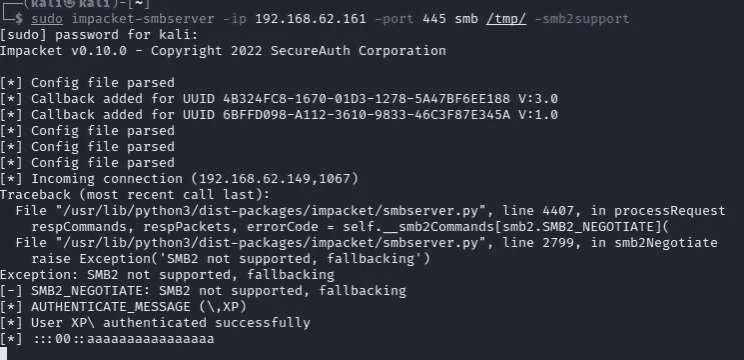 (kali㉿kali)-[~]
$ sudo impacket-smbserver -ip 192.168.62.161 -port 445 smb /tmp/ -smb2support
[sudo] password for kali:
Impacket v0.10.0 - Copyright 2022 SecureAuth Corporation
[*] Config file parsed
[*] Callback added for UUID 4B324FC8-1670-01D3-1278-5A47BF6EE188 V:3.0
[*] Callback added for UUID 6BFFD098-A112-3610-9833-46C3F87E345A V:1.0
[*] Config file parsed
[*] Config file parsed
[*] Config file parsed
[*] Incoming connection (192.168.62.149,1067)
Traceback (most recent call last):
File "/usr/lib/python3/dist-packages/impacket/smbserver.py", line 4407, in processRequest
respCommands, respPackets, errorCode = self.__smb2Commands[smb2.SMB2_NEGOTIATE](
File "/usr/lib/python3/dist-packages/impacket/smbserver.py", line 2799, in smb2Negotiate
raise Exception('SMB2 not supported, fallbacking')
Exception: SMB2 not supported, fallbacking
[-] SMB2_NEGOTIATE: SMB2 not supported, fallbacking
[*] AUTHENTICATE_MESSAGE (\,XP)
[*] User XP\ authenticated successfully
[*] :::00::aaaaaaaaaaaaaaaa